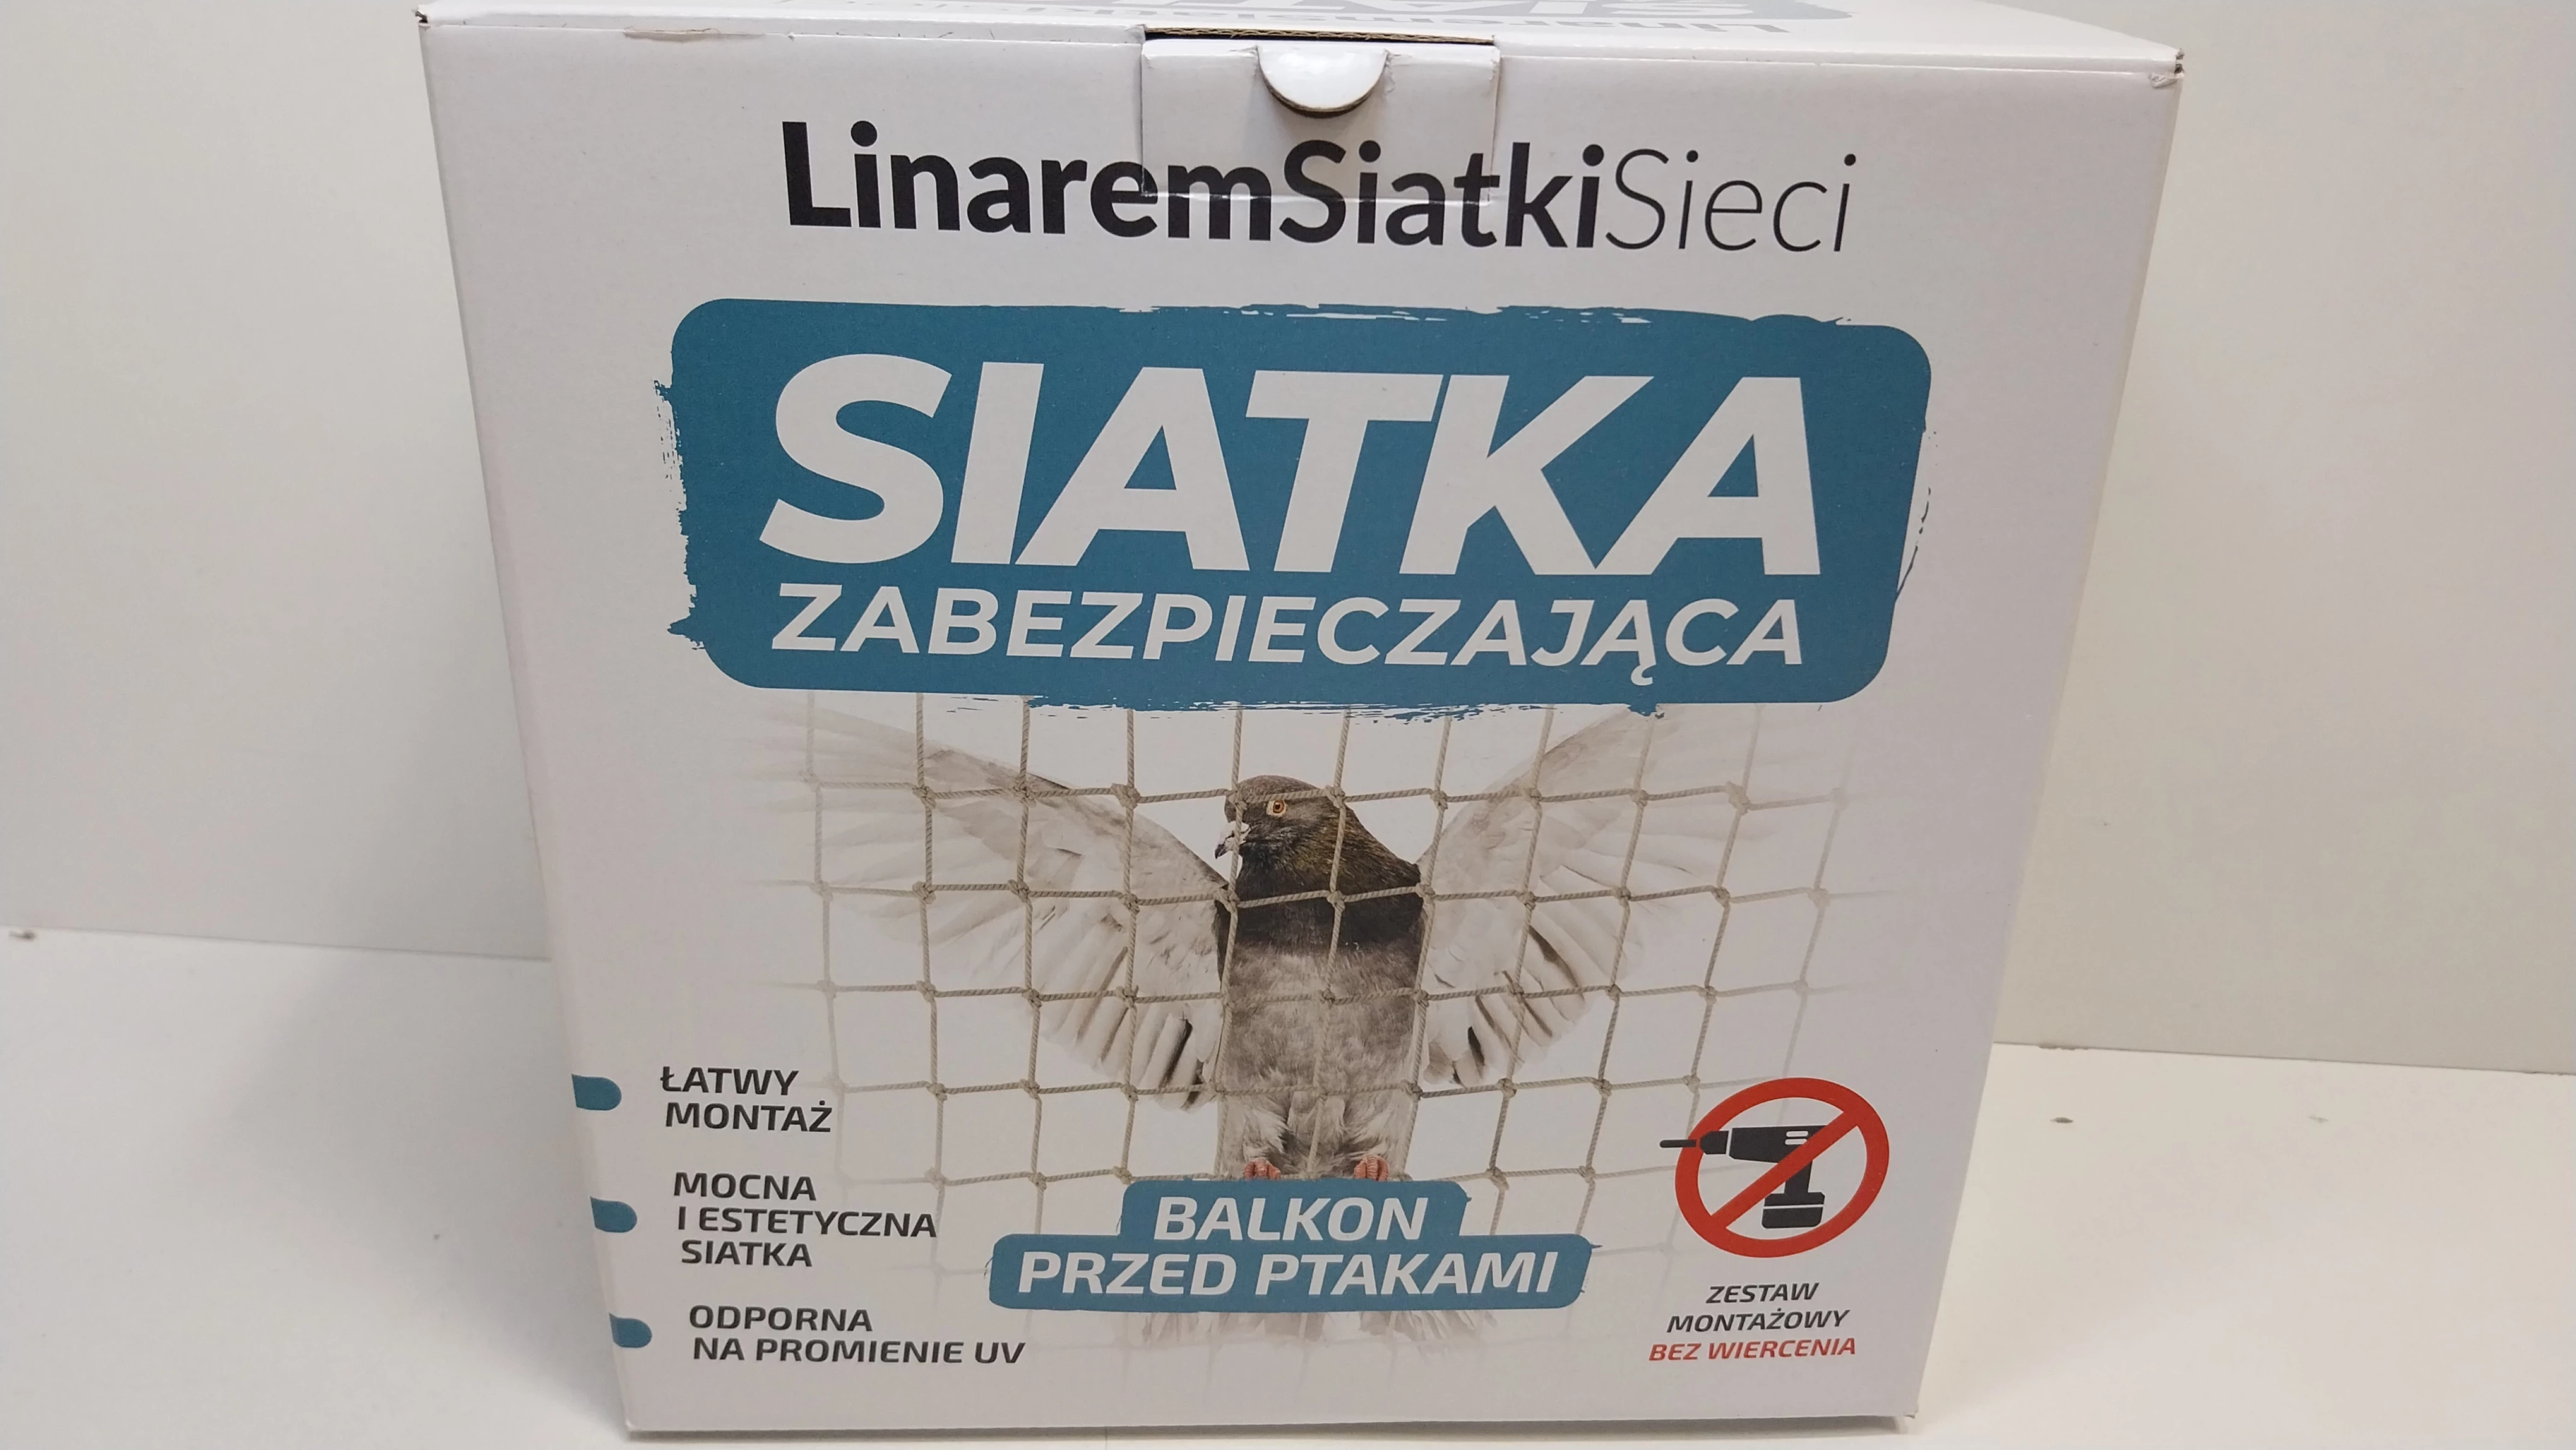 LinaremSiatkiSieci
SIATKA
ZABEZPIECZAJĄCA
ŁATWY
MONTAŻ
MOCNA
I ESTETYCZNA
SIATKA
ODPORNA
NA PROMIENIE UV
BALKON
PRZED PTAKAMI
ZESTAW
MONTAŻOWY
BEZ WIERCENIA